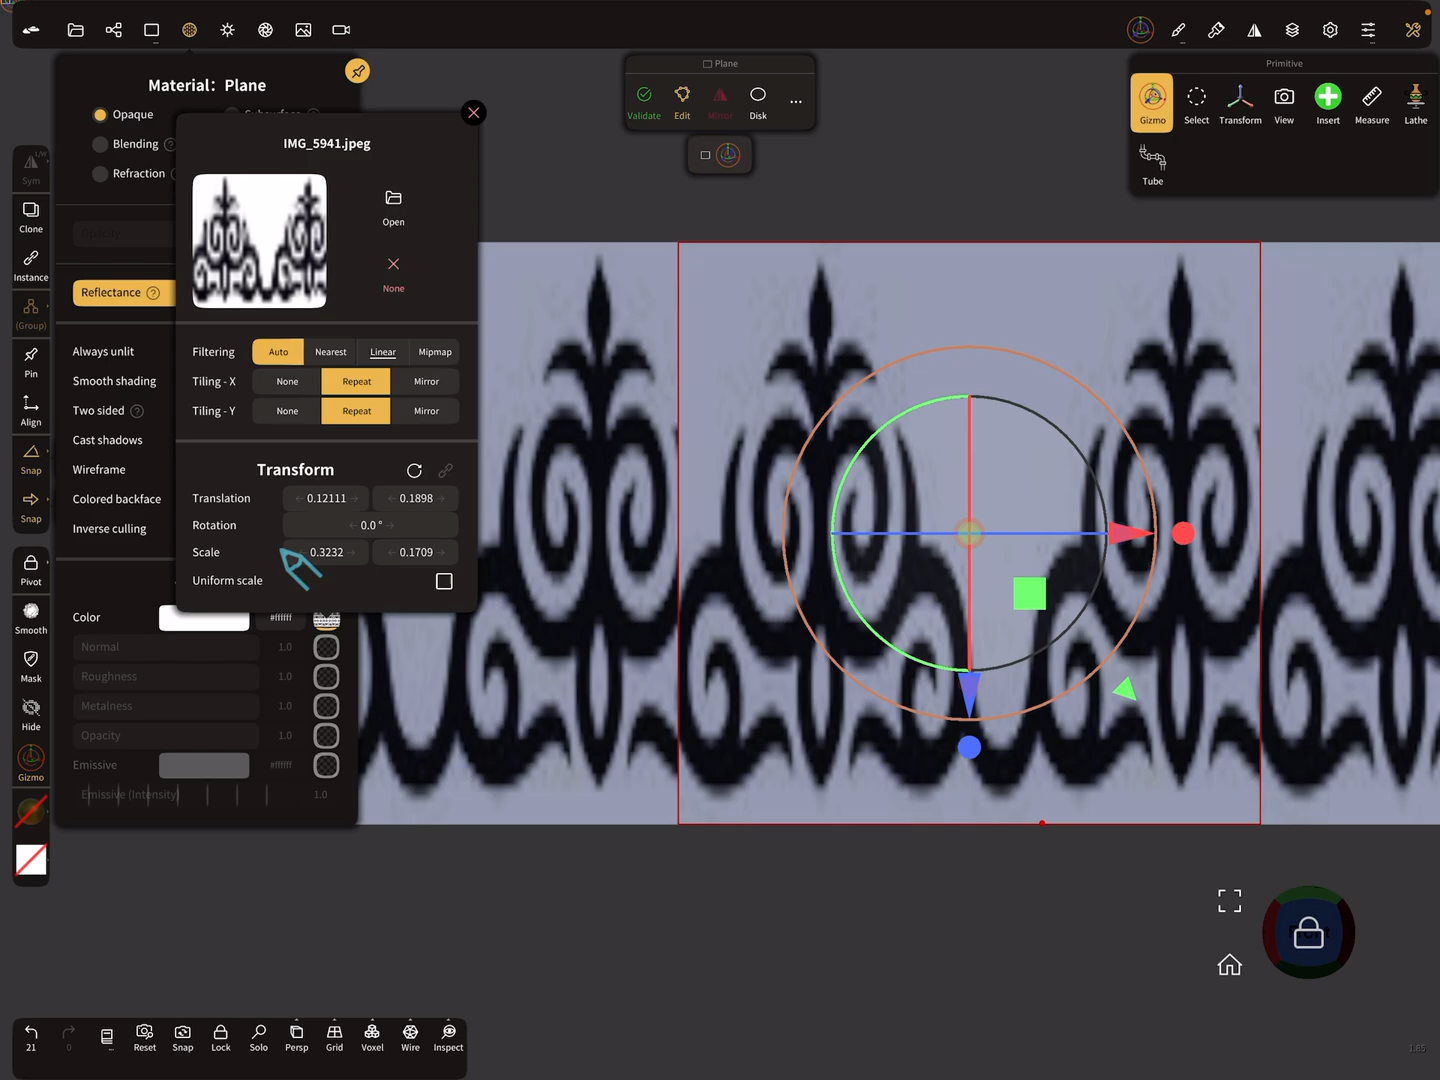 Material: Plane
Opaque
Subsurface
Blending
Refraction
Opacity
Reflectance
Always unlit
Smooth shading
Two sided
Cast shadows
Wireframe
Colored backface
Inverse culling
IMG_5941.jpeg
Open
None
Filtering Auto Nearest Linear Mipmap
Tiling - X None Repeat Mirror
Tiling - Y None Repeat Mirror
Transform
Translation 0.12111 0.1898
Rotation 0.0 °
Scale 0.3232 0.1709
Uniform scale
Color #ffffff
Normal 1.0
Roughness 1.0
Metalness 1.0
Opacity 1.0
Emissive #ffffff
Emissive (Intensity) 1.0
L/W
Sym
Clone
Instance
(Group)
Pin
Align
Snap
Snap
Pivot
Smooth
Mask
Hide
Gizmo
Plane
Validate Edit Mirror Disk ...
Primitive
Gizmo Select Transform View Insert Measure Lathe
Tube
21 0 ... Reset Snap Lock Solo Persp Grid Voxel Wire Inspect
1.85